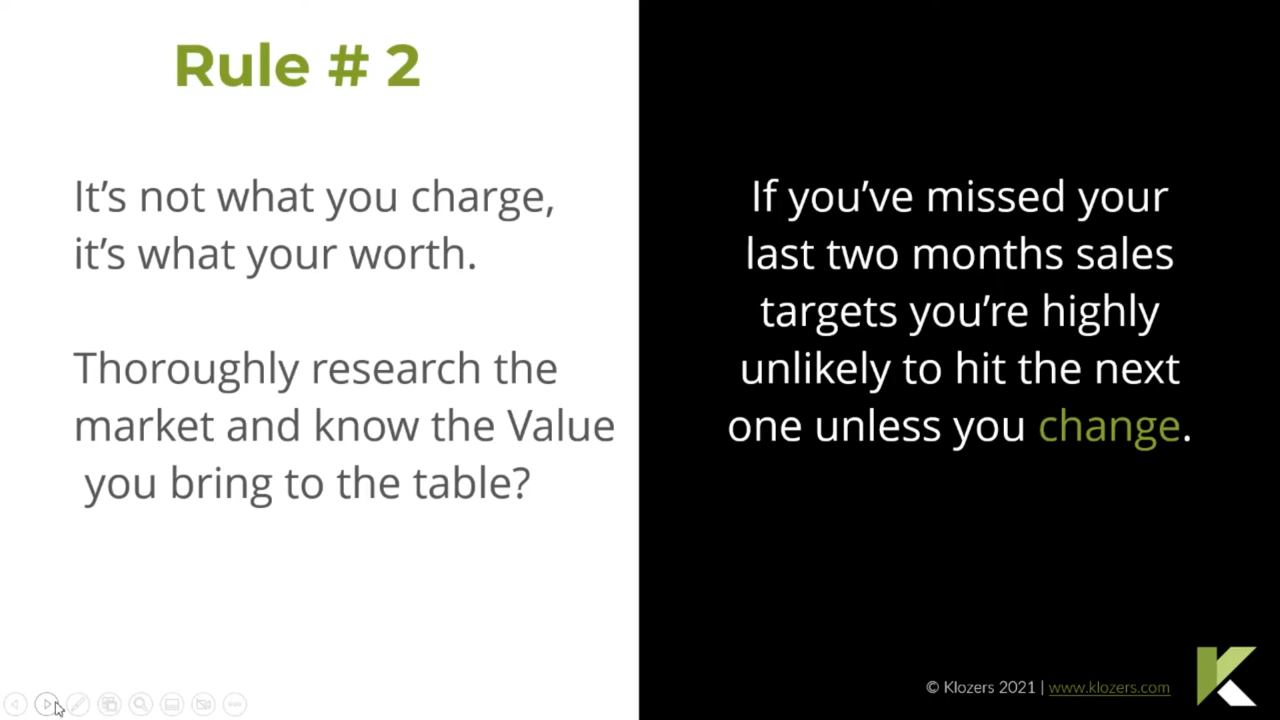 Rule # 2
It’s not what you charge,
it’s what your worth.
Thoroughly research the
market and know the Value
you bring to the table?
If you’ve missed your
last two months sales
targets you’re highly
unlikely to hit the next
one unless you change.
© Klozers 2021 | www.klozers.com